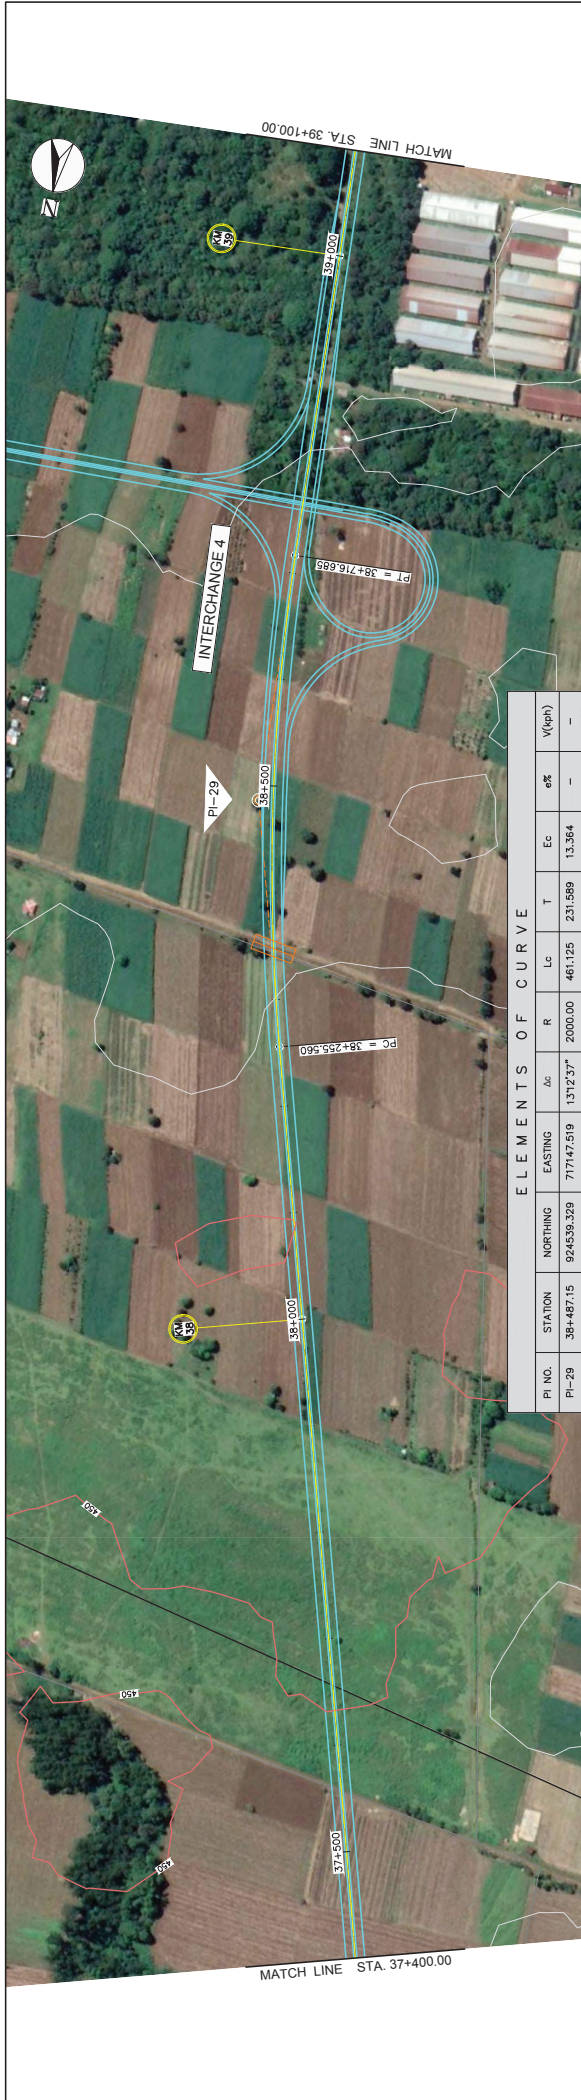 MATCH LINE STA. 39+100.00
N
KM 39
39+000
INTERCHANGE 4
PT = 38+716.685
PI-29
38+500
PC = 38+255.560
KM 38
38+000
450
450
450
37+500
MATCH LINE STA. 37+400.00
ELEMENTS OF CURVE
PI NO. STATION NORTHING EASTING Δc R Lc T Ec e% V(kph)
PI-29 38+487.15 924539.329 717147.519 13°12'37" 2000.00 461.125 231.589 13.364 – –